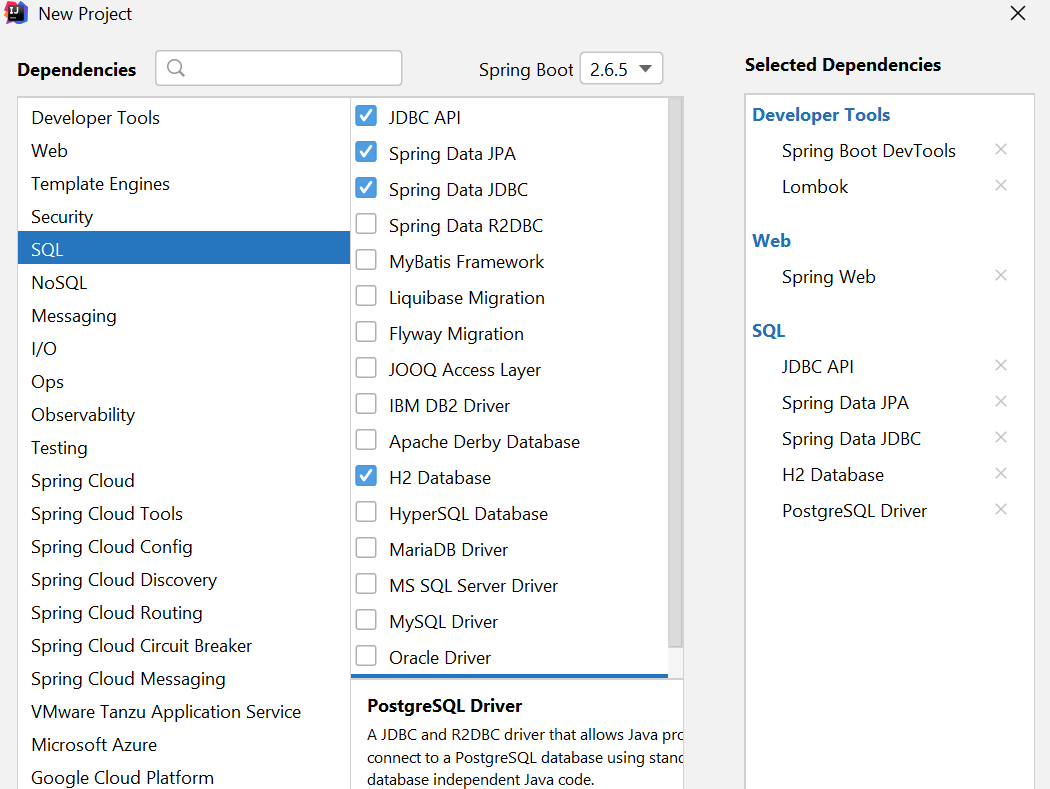 New Project
Dependencies
Spring Boot 2.6.5
Developer Tools
Web
Template Engines
Security
SQL
NoSQL
Messaging
I/O
Ops
Observability
Testing
Spring Cloud
Spring Cloud Tools
Spring Cloud Config
Spring Cloud Discovery
Spring Cloud Routing
Spring Cloud Circuit Breaker
Spring Cloud Messaging
VMware Tanzu Application Service
Microsoft Azure
Google Cloud Platform
JDBC API
Spring Data JPA
Spring Data JDBC
Spring Data R2DBC
MyBatis Framework
Liquibase Migration
Flyway Migration
JOOQ Access Layer
IBM DB2 Driver
Apache Derby Database
H2 Database
HyperSQL Database
MariaDB Driver
MS SQL Server Driver
MySQL Driver
Oracle Driver
PostgreSQL Driver
A JDBC and R2DBC driver that allows Java pro
connect to a PostgreSQL database using stand
database independent Java code.
Selected Dependencies
Developer Tools
Spring Boot DevTools
Lombok
Web
Spring Web
SQL
JDBC API
Spring Data JPA
Spring Data JDBC
H2 Database
PostgreSQL Driver